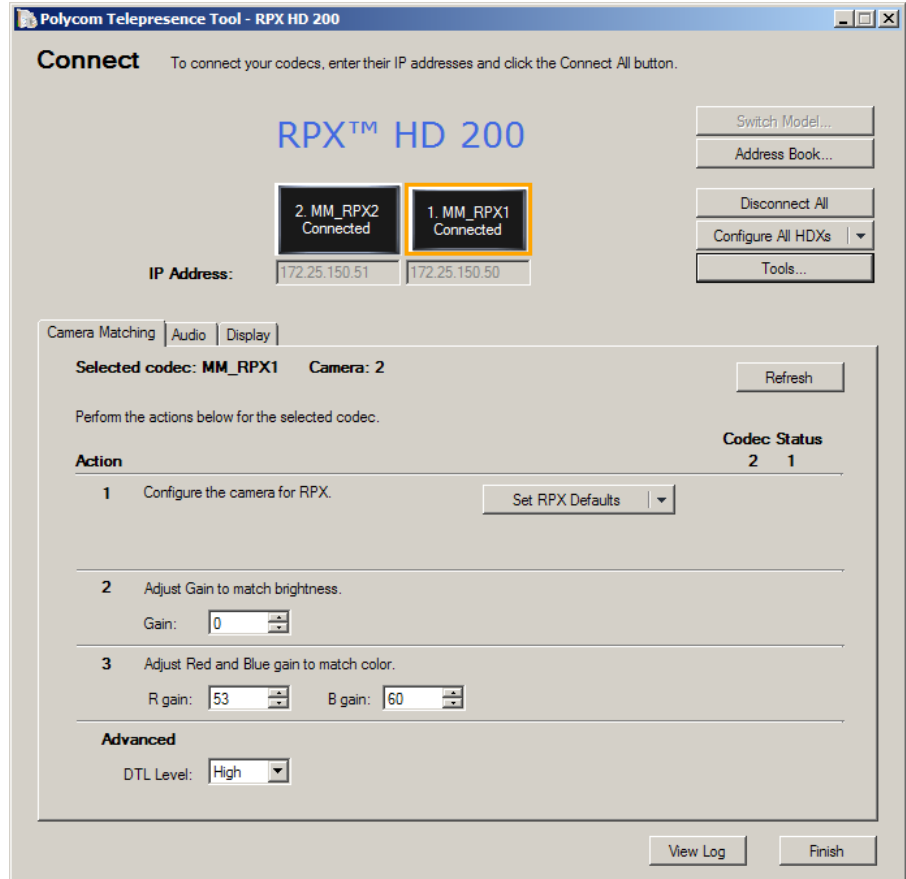 Polycom Telepresence Tool - RPX HD 200
Connect To connect your codecs, enter their IP addresses and click the Connect All button.
RPX™ HD 200
Switch Model...
Address Book...
2. MM_RPX2
Connected
1. MM_RPX1
Connected
Disconnect All
Configure All HDXs
Tools...
IP Address: 172.25.150.51 172.25.150.50
Camera Matching Audio Display
Selected codec: MM_RPX1 Camera: 2
Refresh
Perform the actions below for the selected codec.
Codec Status
Action 2 1
1 Configure the camera for RPX. Set RPX Defaults
2 Adjust Gain to match brightness.
Gain: 0
3 Adjust Red and Blue gain to match color.
R gain: 53 B gain: 60
Advanced
DTL Level: High
View Log Finish